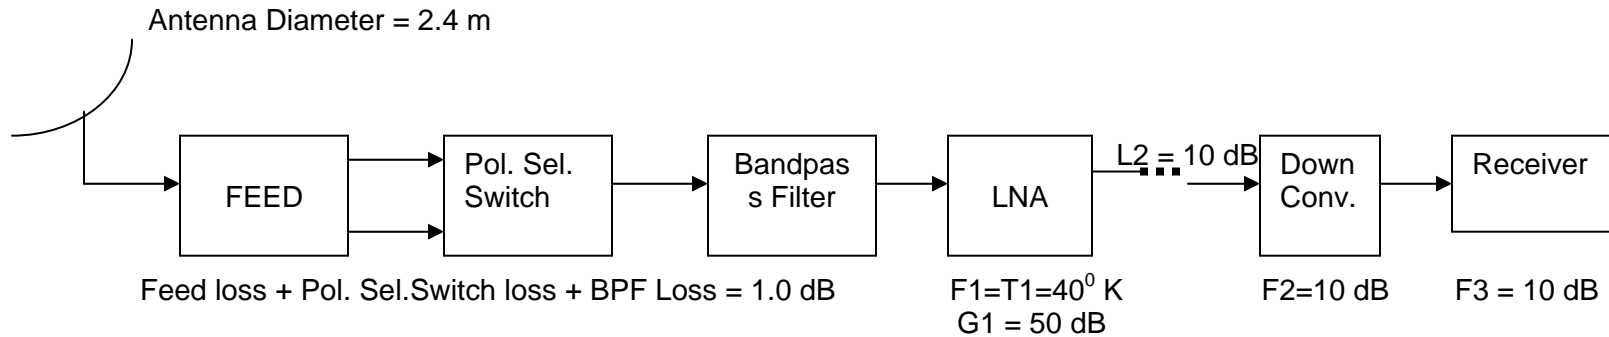 Antenna Diameter = 2.4 m
FEED
Pol. Sel.
Switch
Bandpas
s Filter
LNA
L2 = 10 dB
Down
Conv.
Receiver
Feed loss + Pol. Sel.Switch loss + BPF Loss = 1.0 dB
F1=T1=40⁰ K
G1 = 50 dB
F2=10 dB
F3 = 10 dB